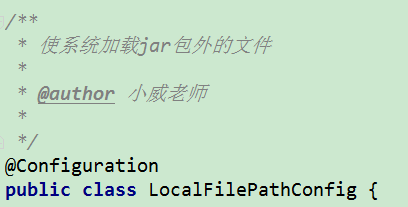 /**
 * 使系统加载jar包外的文件
 *
 * @author 小威老师
 *
 */
@Configuration
public class LocalFilePathConfig {